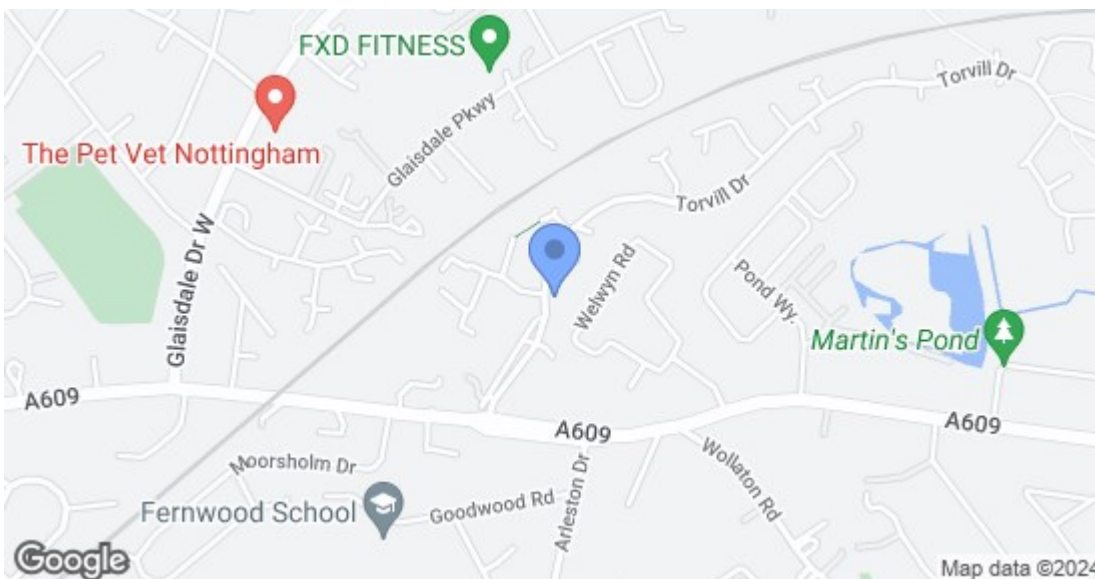 FXD FITNESS
Torvill Dr
The Pet Vet Nottingham
Glaisdale Pkwy
Torvill Dr
Glaisdale Dr W
Welwyn Rd
Pond Wy.
Martin's Pond
A609
A609
A609
Moorsholm Dr
Wollaton Rd
Fernwood School
Goodwood Rd
Arleston Dr
Google
Map data ©2024